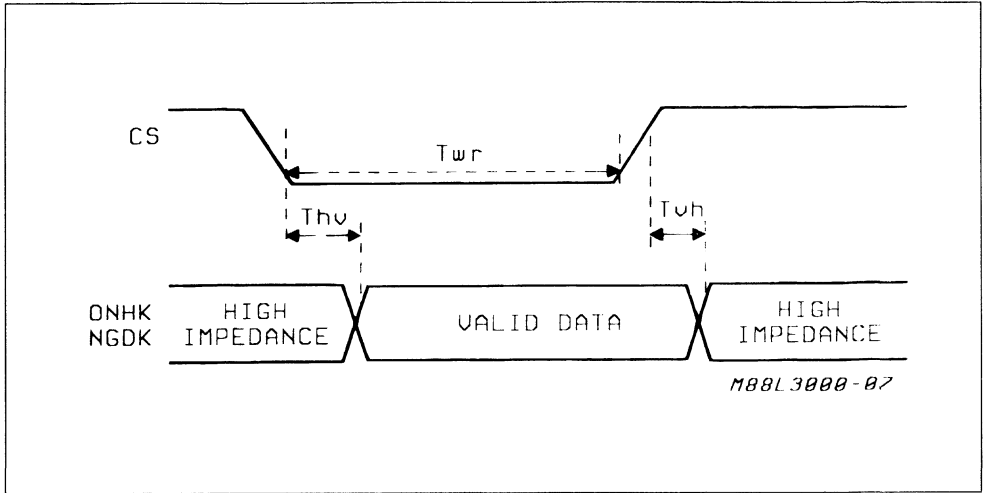 CS
Twr
Thv
Tvh
ONHK
NGDK
HIGH
IMPEDANCE
VALID DATA
HIGH
IMPEDANCE
M88L3000-07